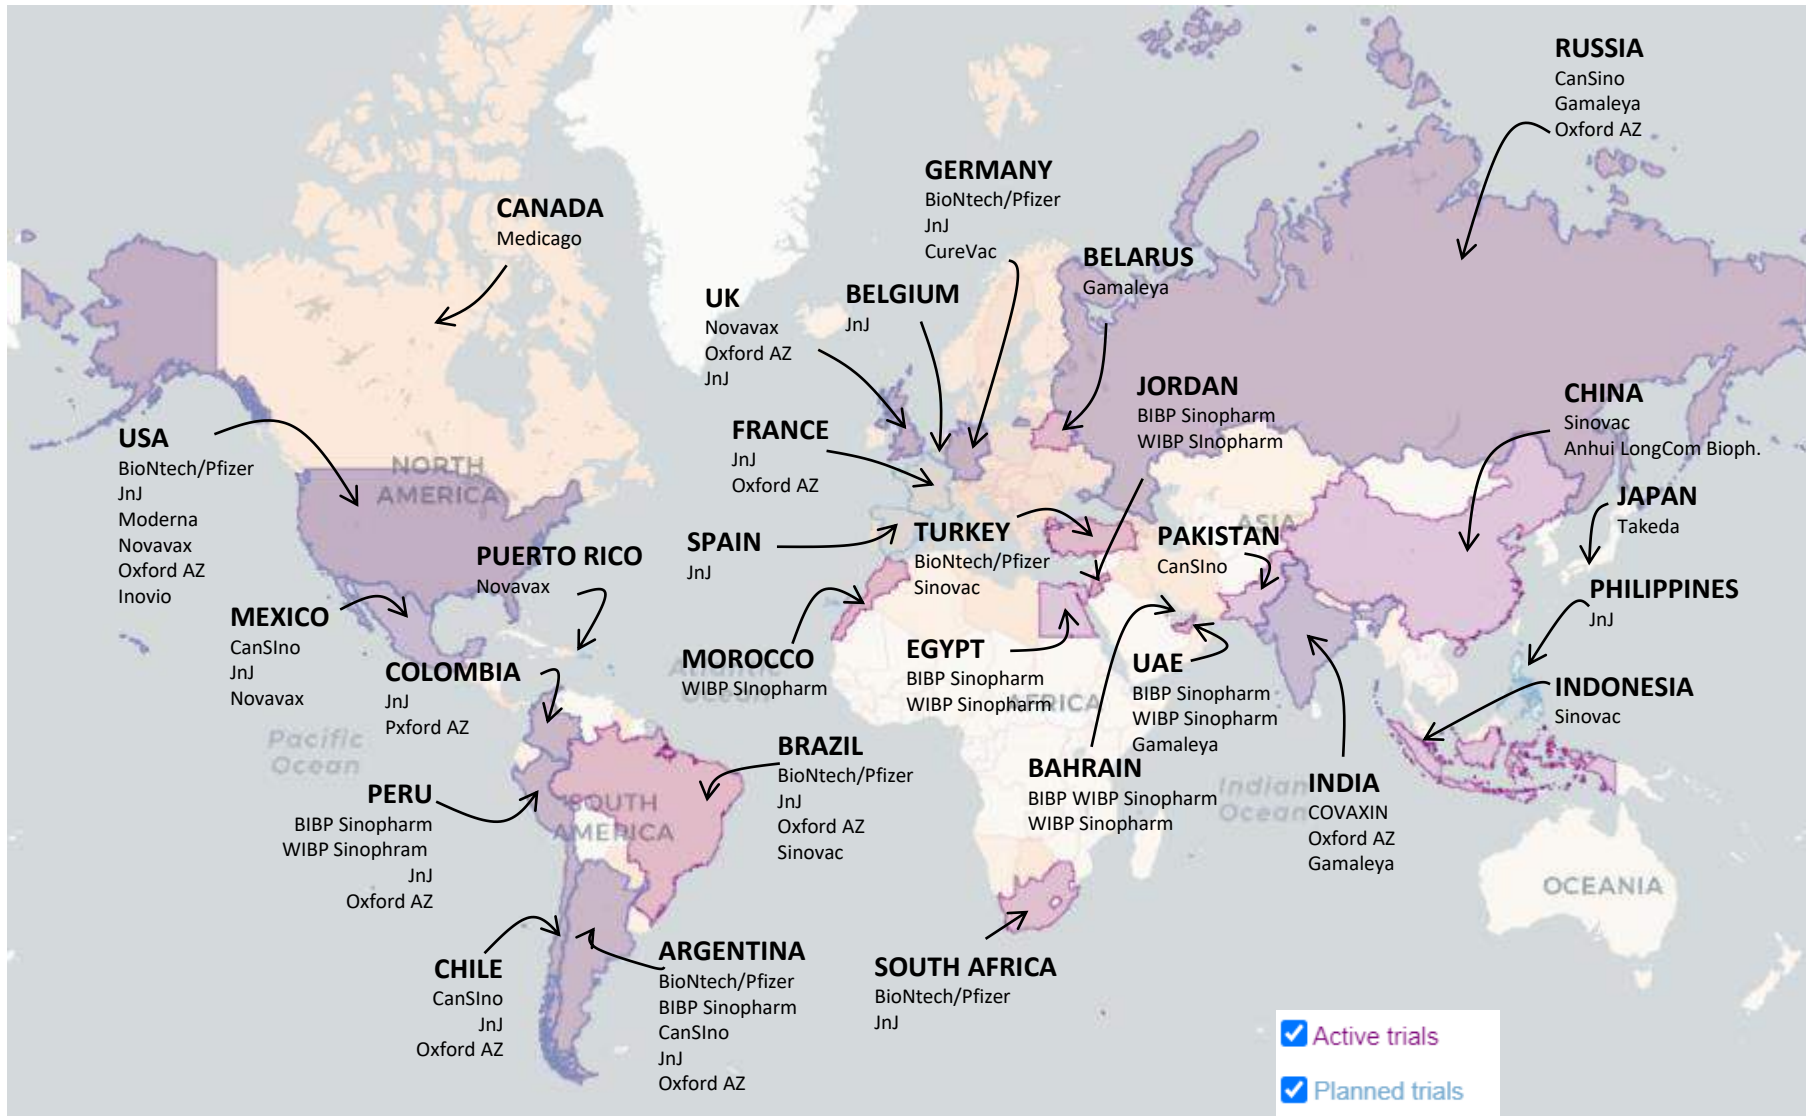 RUSSIA
CanSino
Gamaleya
Oxford AZ
GERMANY
BioNtech/Pfizer
JnJ
CureVac
CANADA
Medicago
BELARUS
Gamaleya
UK
Novavax
Oxford AZ
JnJ
BELGIUM
JnJ
JORDAN
BIBP Sinopharm
WIBP SInopharm
CHINA
Sinovac
Anhui LongCom Bioph.
FRANCE
JnJ
Oxford AZ
USA
BioNtech/Pfizer
JnJ
Moderna
Novavax
Oxford AZ
Inovio
NORTH
AMERICA
ASIA
JAPAN
Takeda
SPAIN
JnJ
TURKEY
BioNtech/Pfizer
Sinovac
PAKISTAN
CanSIno
PUERTO RICO
Novavax
PHILIPPINES
JnJ
MEXICO
CanSIno
JnJ
Novavax
COLOMBIA
JnJ
Pxford AZ
MOROCCO
WIBP SInopharm
Atlantic
Ocean
EGYPT
BIBP Sinopharm
WIBP Sinopharm
AFRICA
UAE
BIBP Sinopharm
WIBP Sinopharm
Gamaleya
INDONESIA
Sinovac
Pacific
Ocean
BRAZIL
BioNtech/Pfizer
JnJ
Oxford AZ
Sinovac
BAHRAIN
BIBP WIBP Sinopharm
WIBP Sinopharm
Indian
Ocean
INDIA
COVAXIN
Oxford AZ
Gamaleya
PERU
BIBP Sinopharm
WIBP Sinophram
JnJ
Oxford AZ
SOUTH
AMERICA
OCEANIA
CHILE
CanSIno
JnJ
Oxford AZ
ARGENTINA
BioNtech/Pfizer
BIBP Sinopharm
CanSIno
JnJ
Oxford AZ
SOUTH AFRICA
BioNtech/Pfizer
JnJ
Active trials
Planned trials